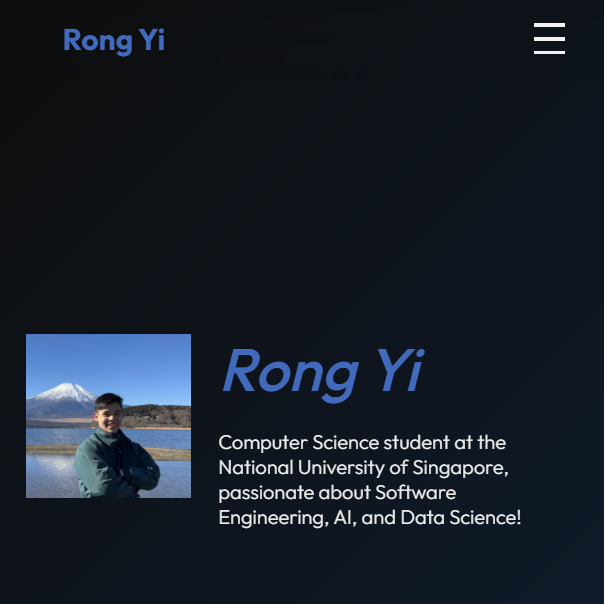 Rong Yi
Rong Yi
Computer Science student at the
National University of Singapore,
passionate about Software
Engineering, AI, and Data Science!